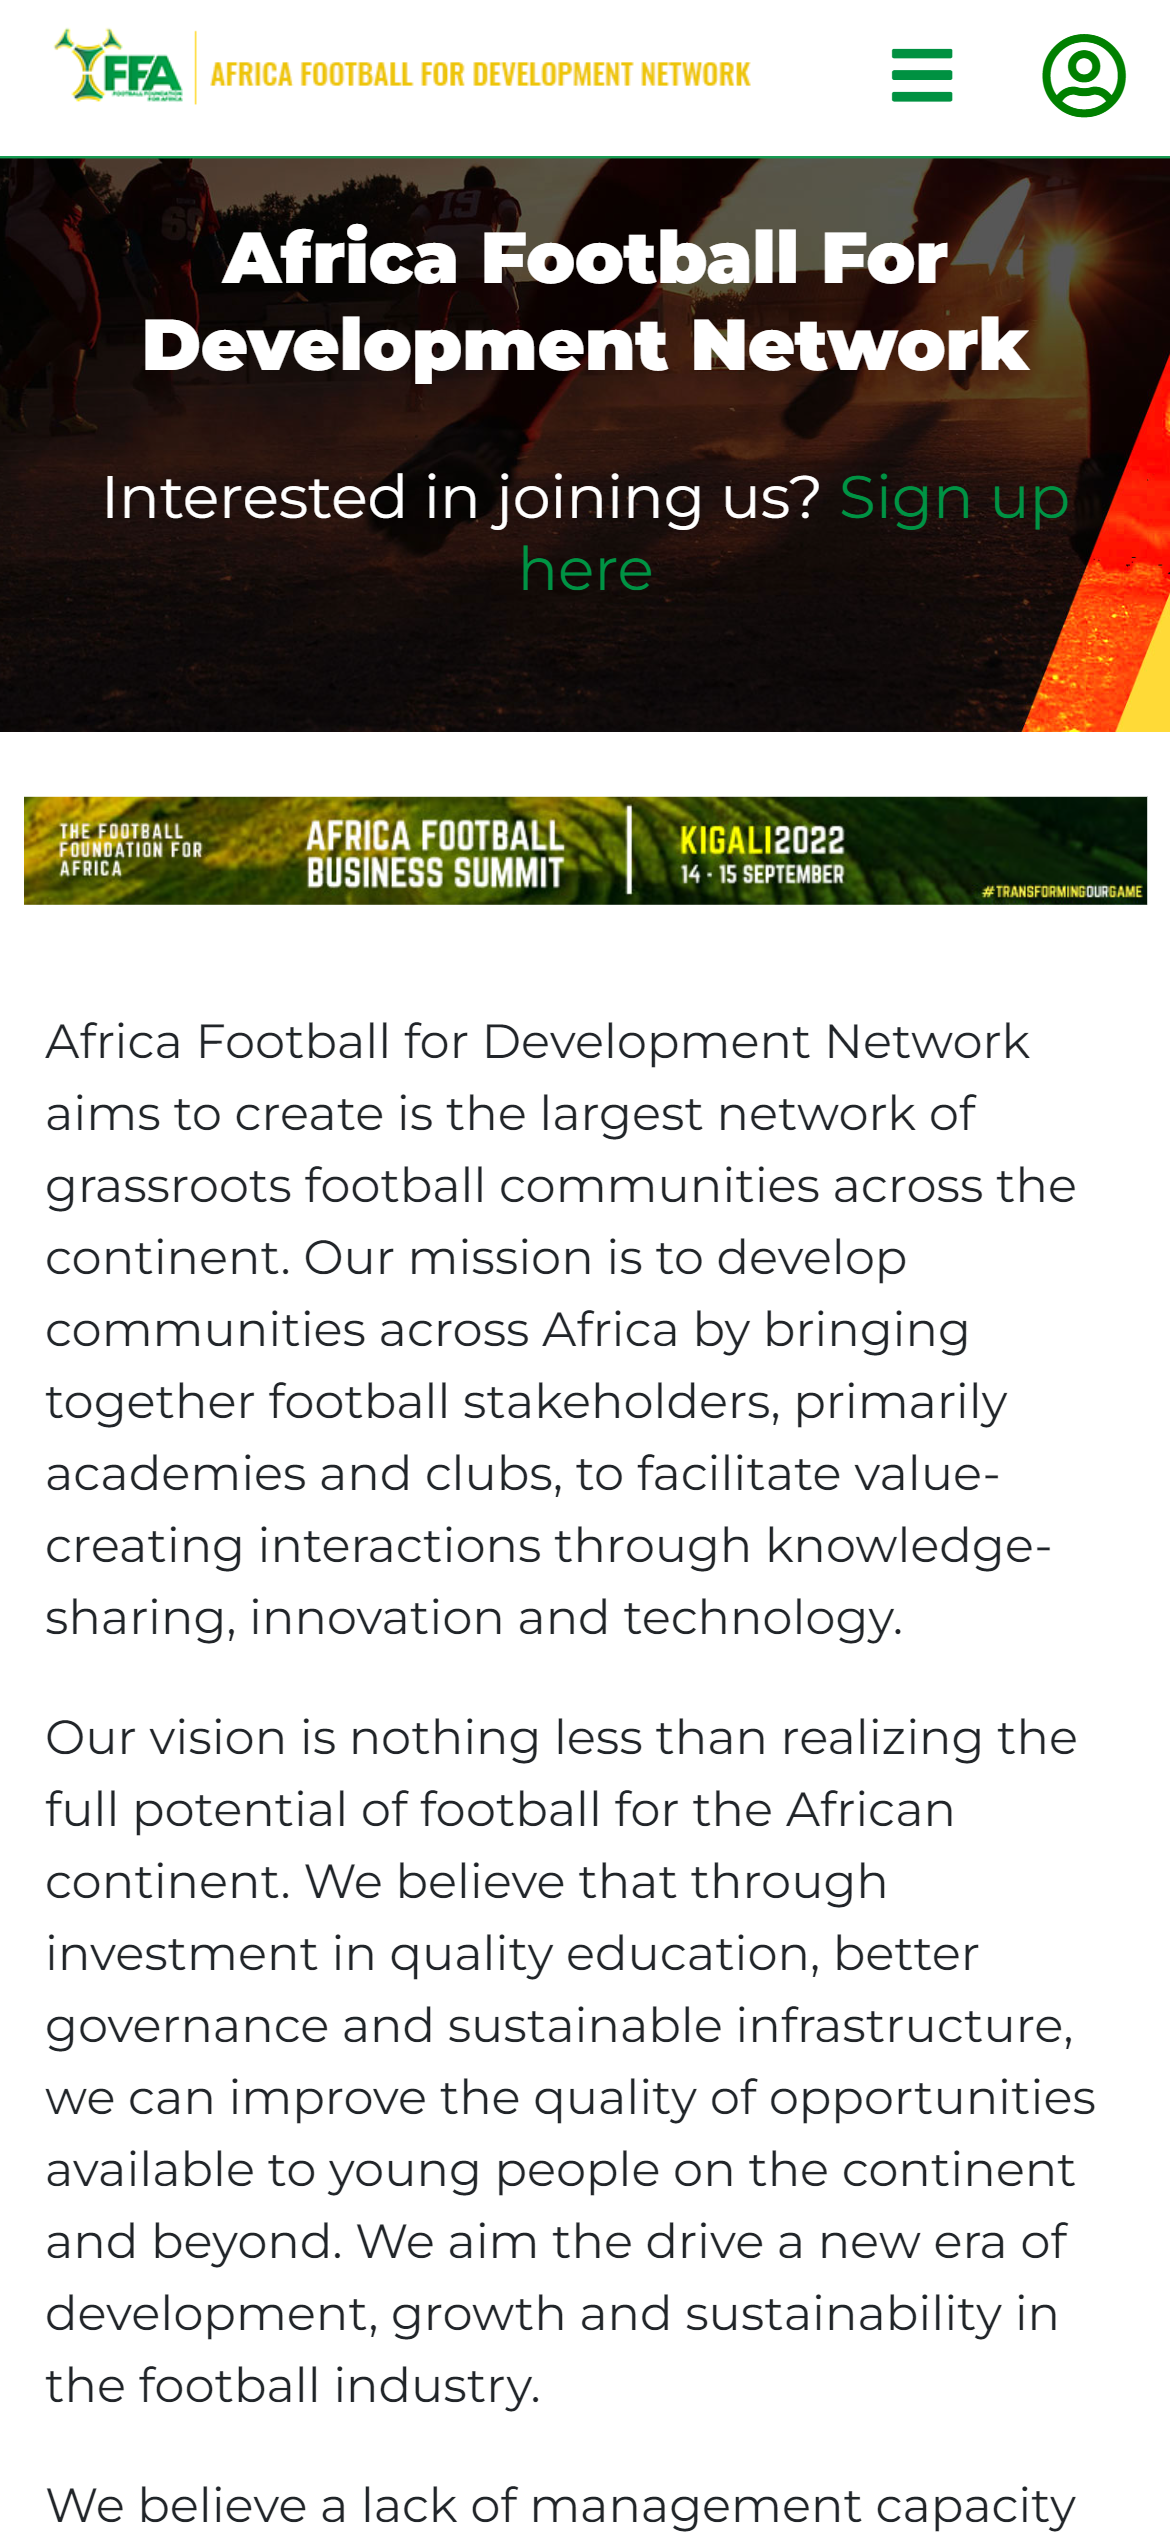 FFA
FOOTBALL FOUNDATION
FOR AFRICA
AFRICA FOOTBALL FOR DEVELOPMENT NETWORK
19
69
Africa Football For
Development Network
Interested in joining us? Sign up
here
THE FOOTBALL
FOUNDATION FOR
AFRICA
AFRICA FOOTBALL
BUSINESS SUMMIT
KIGALI2022
14 - 15 SEPTEMBER
#TRANSFORMINGOURGAME
Africa Football for Development Network
aims to create is the largest network of
grassroots football communities across the
continent. Our mission is to develop
communities across Africa by bringing
together football stakeholders, primarily
academies and clubs, to facilitate value-
creating interactions through knowledge-
sharing, innovation and technology.
Our vision is nothing less than realizing the
full potential of football for the African
continent. We believe that through
investment in quality education, better
governance and sustainable infrastructure,
we can improve the quality of opportunities
available to young people on the continent
and beyond. We aim the drive a new era of
development, growth and sustainability in
the football industry.
We believe a lack of management capacity